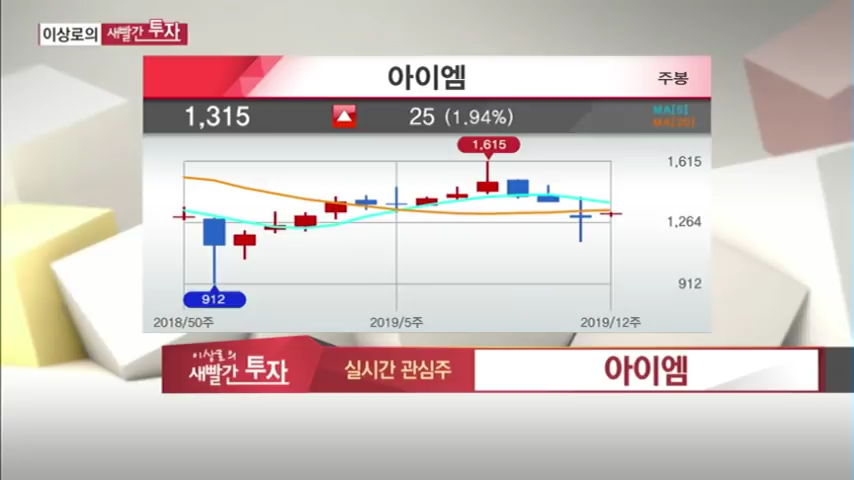 이상로의 새빨간 투자
아이엠
주봉
1,315 25 (1.94%)
MA[5]
MA[20]
1,615
1,615
1,264
912
912
2018/50주 2019/5주 2019/12주
이상로의
새빨간 투자
실시간 관심주
아이엠